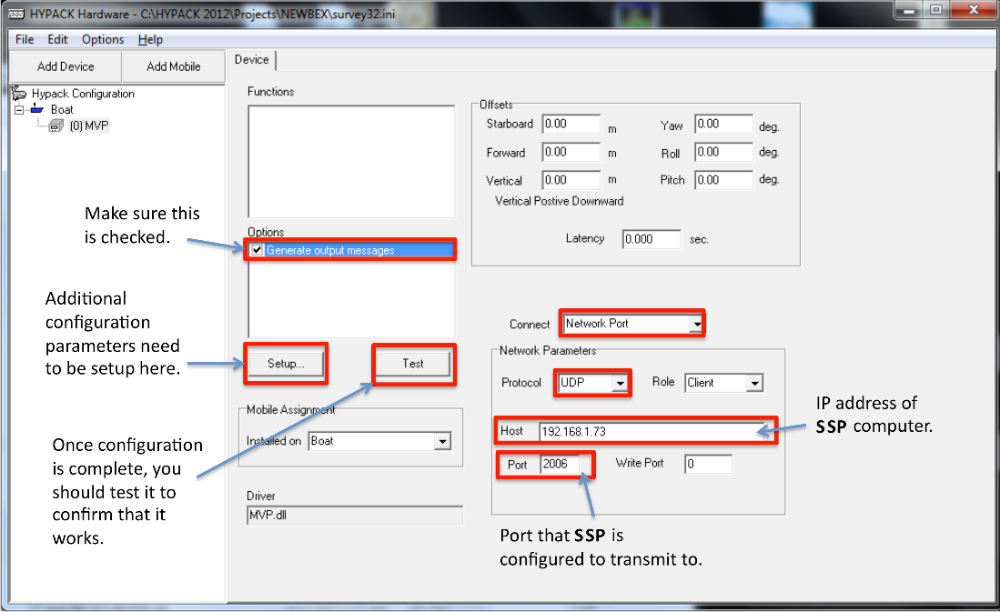 HYPACK Hardware - C:\HYPACK 2012\Projects\NEWBEX\survey32.ini
File Edit Options Help
Add Device Add Mobile
Hypack Configuration
Boat
(0) MVP
Device
Functions
Options
Generate output messages
Setup... Test
Mobile Assignment
Installed on Boat
Driver
MVP.dll
Offsets
Starboard 0.00 m Yaw 0.00 deg.
Forward 0.00 m Roll 0.00 deg.
Vertical 0.00 m Pitch 0.00 deg.
Vertical Postive Downward
Latency 0.000 sec.
Connect Network Port
Network Parameters
Protocol UDP Role Client
Host 192.168.1.73
Port 2006 Write Port 0
Make sure this
is checked.
Additional
configuration
parameters need
to be setup here.
Once configuration
is complete, you
should test it to
confirm that it
works.
IP address of
SSP computer.
Port that SSP is
configured to transmit to.